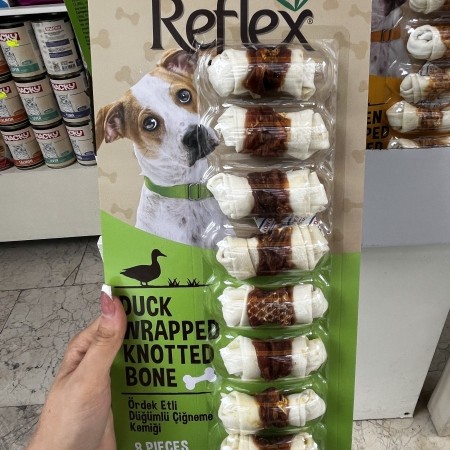 Reflex
DUCK
WRAPPED
KNOTTED
BONE
Ördek Etli
Düğümlü Çiğneme
Kemiği
8 PIECES